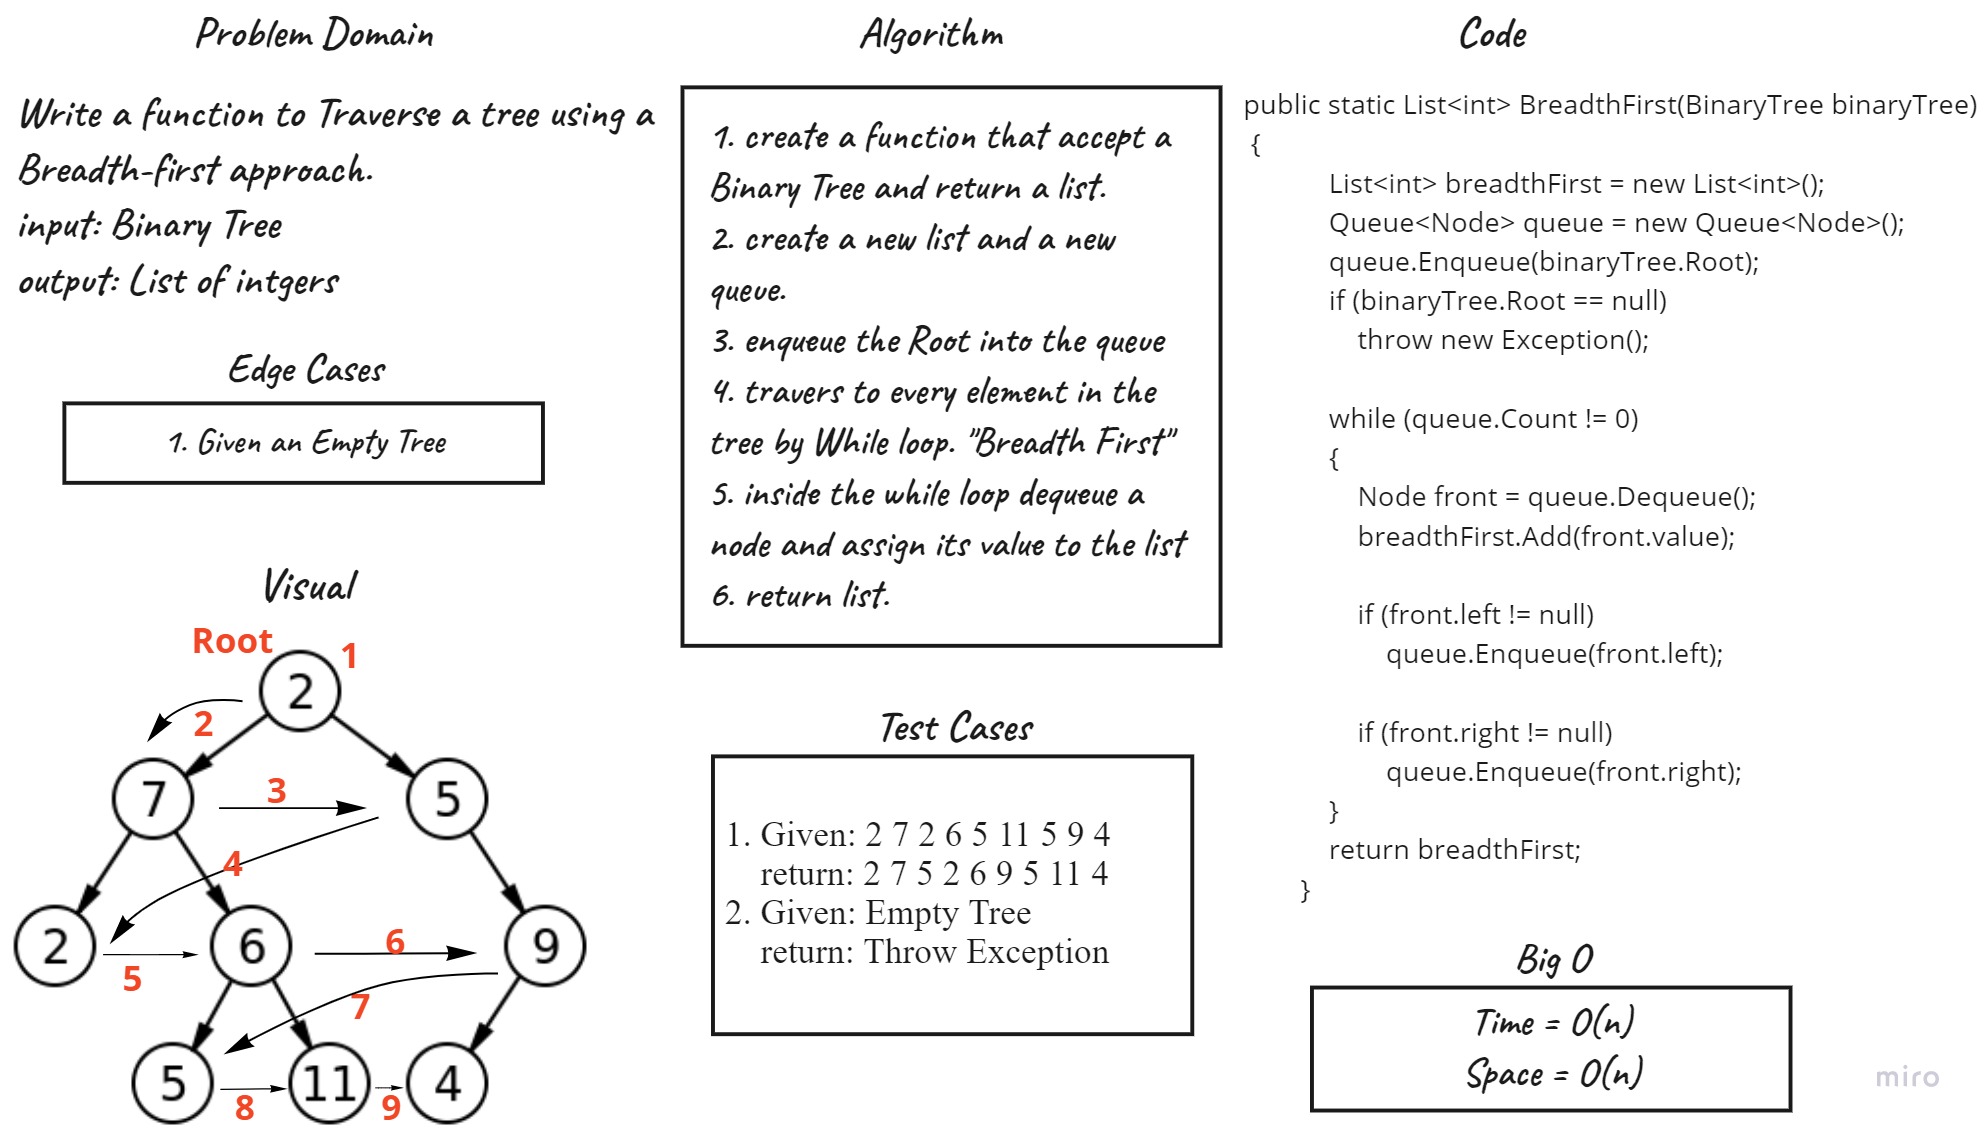 Problem Domain
Write a function to Traverse a tree using a
Breadth-first approach.
input: Binary Tree
output: List of intgers
Edge Cases
1. Given an Empty Tree
Visual
Root
1
2
2
7
3
5
4
2
5
6
6
9
7
5
8
11
9
4
Algorithm
1. create a function that accept a
Binary Tree and return a list.
2. create a new list and a new
queue.
3. enqueue the Root into the queue
4. travers to every element in the
tree by While loop. "Breadth First"
5. inside the while loop dequeue a
node and assign its value to the list
6. return list.
Test Cases
1. Given: 2 7 2 6 5 11 5 9 4
return: 2 7 5 2 6 9 5 11 4
2. Given: Empty Tree
return: Throw Exception
Code
public static List<int> BreadthFirst(BinaryTree binaryTree)
{
List<int> breadthFirst = new List<int>();
Queue<Node> queue = new Queue<Node>();
queue.Enqueue(binaryTree.Root);
if (binaryTree.Root == null)
throw new Exception();
while (queue.Count != 0)
{
Node front = queue.Dequeue();
breadthFirst.Add(front.value);
if (front.left != null)
queue.Enqueue(front.left);
if (front.right != null)
queue.Enqueue(front.right);
}
return breadthFirst;
}
Big O
Time = O(n)
Space = O(n)
miro